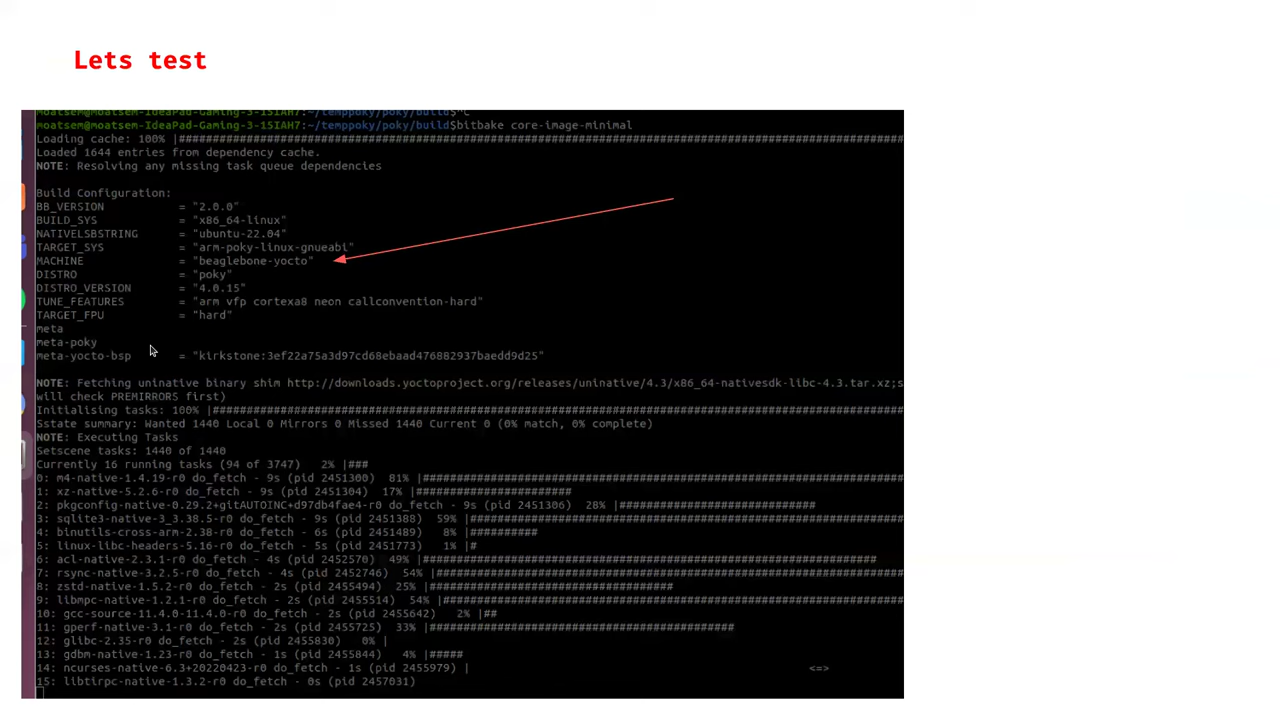 Lets test
moatsem@moatsem-IdeaPad-Gaming-3-15IAH7:~/temppoky/poky/build$^C
moatsem@moatsem-IdeaPad-Gaming-3-15IAH7:~/temppoky/poky/build$bitbake core-image-minimal
Loading cache: 100% |############################################################################################################
Loaded 1644 entries from dependency cache.
NOTE: Resolving any missing task queue dependencies
Build Configuration:
BB_VERSION = "2.0.0"
BUILD_SYS = "x86_64-linux"
NATIVELSBSTRING = "ubuntu-22.04"
TARGET_SYS = "arm-poky-linux-gnueabi"
MACHINE = "beaglebone-yocto"
DISTRO = "poky"
DISTRO_VERSION = "4.0.15"
TUNE_FEATURES = "arm vfp cortexa8 neon callconvention-hard"
TARGET_FPU = "hard"
meta
meta-poky
meta-yocto-bsp = "kirkstone:3ef22a75a3d97cd68ebaad476882937baedd9d25"
NOTE: Fetching uninative binary shim http://downloads.yoctoproject.org/releases/uninative/4.3/x86_64-nativesdk-libc-4.3.tar.xz;s
will check PREMIRRORS first)
Initialising tasks: 100% |#######################################################################################################
Sstate summary: Wanted 1440 Local 0 Mirrors 0 Missed 1440 Current 0 (0% match, 0% complete)
NOTE: Executing Tasks
Setscene tasks: 1440 of 1440
Currently 16 running tasks (94 of 3747) 2% |###
0: m4-native-1.4.19-r0 do_fetch - 9s (pid 2451300) 81% |#######################################################################
1: xz-native-5.2.6-r0 do_fetch - 9s (pid 2451304) 17% |#######################
2: pkgconfig-native-0.29.2+gitAUTOINC+d97db4fae4-r0 do_fetch - 9s (pid 2451306) 28% |#############################
3: sqlite3-native-3_3.38.5-r0 do_fetch - 9s (pid 2451388) 59% |################################################################
4: binutils-cross-arm-2.38-r0 do_fetch - 6s (pid 2451489) 8% |##########
5: linux-libc-headers-5.16-r0 do_fetch - 5s (pid 2451773) 1% |#
6: acl-native-2.3.1-r0 do_fetch - 4s (pid 2452570) 49% |###################################################################
7: rsync-native-3.2.5-r0 do_fetch - 4s (pid 2452746) 54% |#####################################################################
8: zstd-native-1.5.2-r0 do_fetch - 2s (pid 2455494) 25% |####################################
9: libmpc-native-1.2.1-r0 do_fetch - 2s (pid 2455514) 54% |####################################################################
10: gcc-source-11.4.0-11.4.0-r0 do_fetch - 2s (pid 2455642) 2% |##
11: gperf-native-3.1-r0 do_fetch - 2s (pid 2455725) 33% |#############################################
12: glibc-2.35-r0 do_fetch - 2s (pid 2455830) 0% |
13: gdbm-native-1.23-r0 do_fetch - 1s (pid 2455844) 4% |#####
14: ncurses-native-6.3+20220423-r0 do_fetch - 1s (pid 2455979) | <=>
15: libtirpc-native-1.3.2-r0 do_fetch - 0s (pid 2457031)